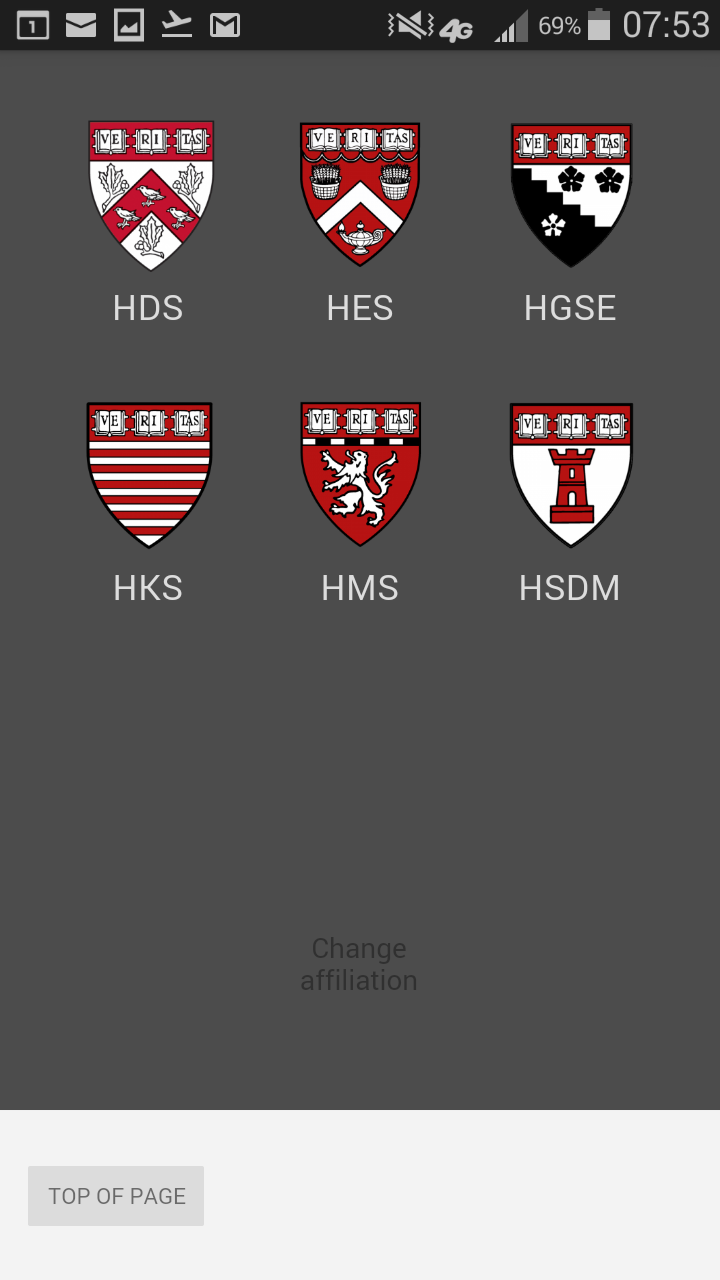 1 4G 69% 07:53
VE RI TAS VE RI TAS VE RI TAS
HDS HES HGSE
VE RI TAS VE RI TAS VE RI TAS
HKS HMS HSDM
Change
affiliation
TOP OF PAGE